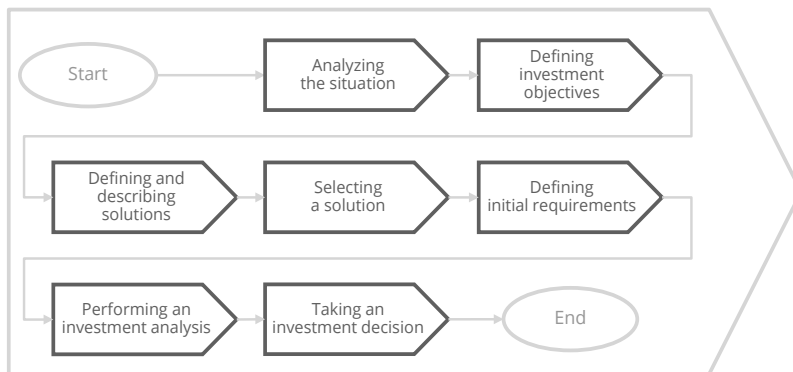 Start
Analyzing
the situation
Defining
investment
objectives
Defining and
describing
solutions
Selecting
a solution
Defining
initial requirements
Performing an
investment analysis
Taking an
investment decision
End